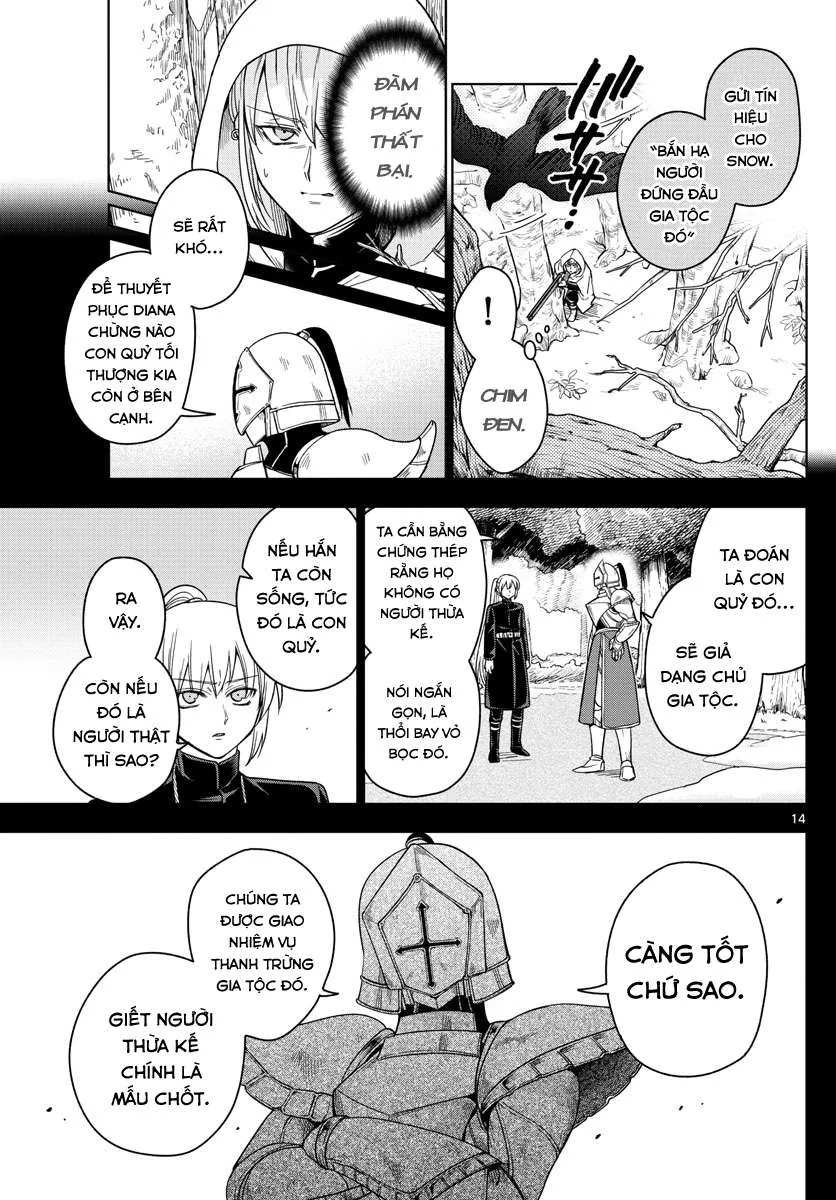 GỬI TÍN
HIỆU
CHO
SNOW.
"BẮN HẠ
NGƯỜI
ĐỨNG ĐẦU
GIA TỘC
ĐÓ"
!
CHIM
ĐEN.
ĐÀM
PHÁN
THẤT
BẠI.
SẼ RẤT
KHÓ...
ĐỂ THUYẾT
PHỤC DIANA
CHỪNG NÀO
CON QUỶ TỐI
THƯỢNG KIA
CÒN Ở BÊN
CẠNH.
TA ĐOÁN
LÀ CON
QUỶ ĐÓ...
SẼ GIẢ
DẠNG CHỦ
GIA TỘC.
TA CẦN BẰNG
CHỨNG THÉP
RẰNG HỌ
KHÔNG CÓ
NGƯỜI THỪA
KẾ.
NÓI NGẮN
GỌN, LÀ
THỔI BAY VỎ
BỌC ĐÓ.
NẾU HẮN
TA CÒN
SỐNG, TỨC
ĐÓ LÀ CON
QUỶ.
RA
VẬY.
CÒN NẾU
ĐÓ LÀ
NGƯỜI THẬT
THÌ SAO?
14
CÀNG TỐT
CHỨ SAO.
CHÚNG TA
ĐƯỢC GIAO
NHIỆM VỤ
THANH TRỪNG
GIA TỘC ĐÓ.
GIẾT NGƯỜI
THỪA KẾ
CHÍNH LÀ
MẤU CHỐT.